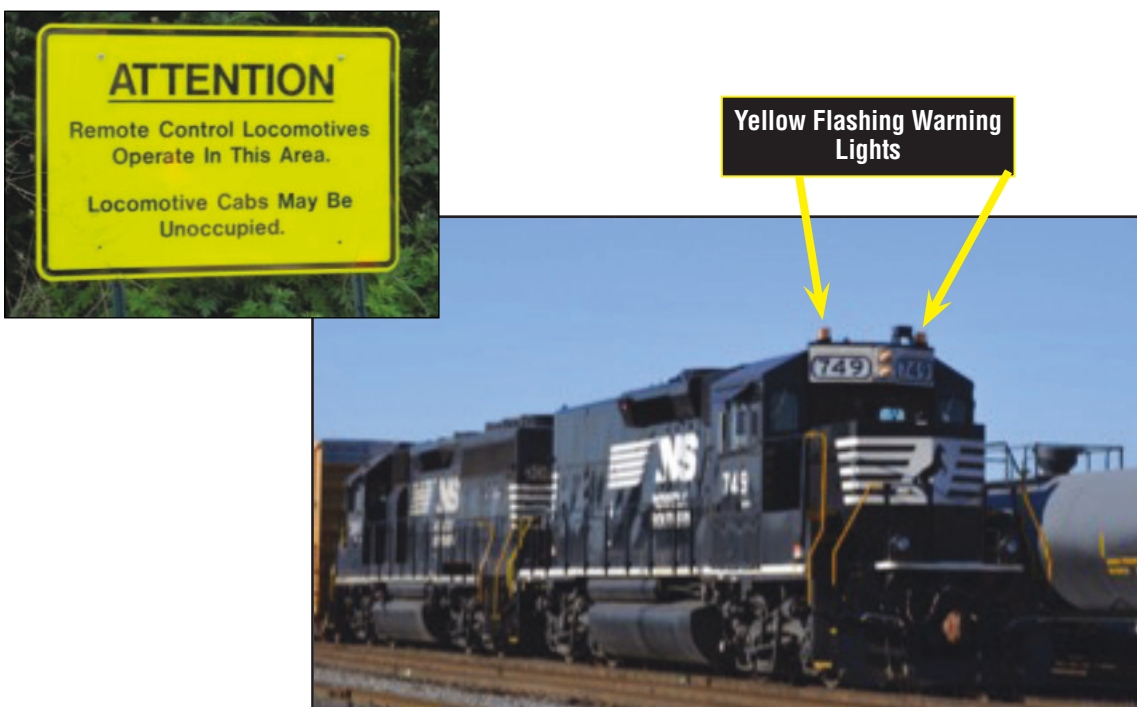 ATTENTION
Remote Control Locomotives
Operate In This Area.
Locomotive Cabs May Be
Unoccupied.
Yellow Flashing Warning
Lights
749 749
NS NS
749